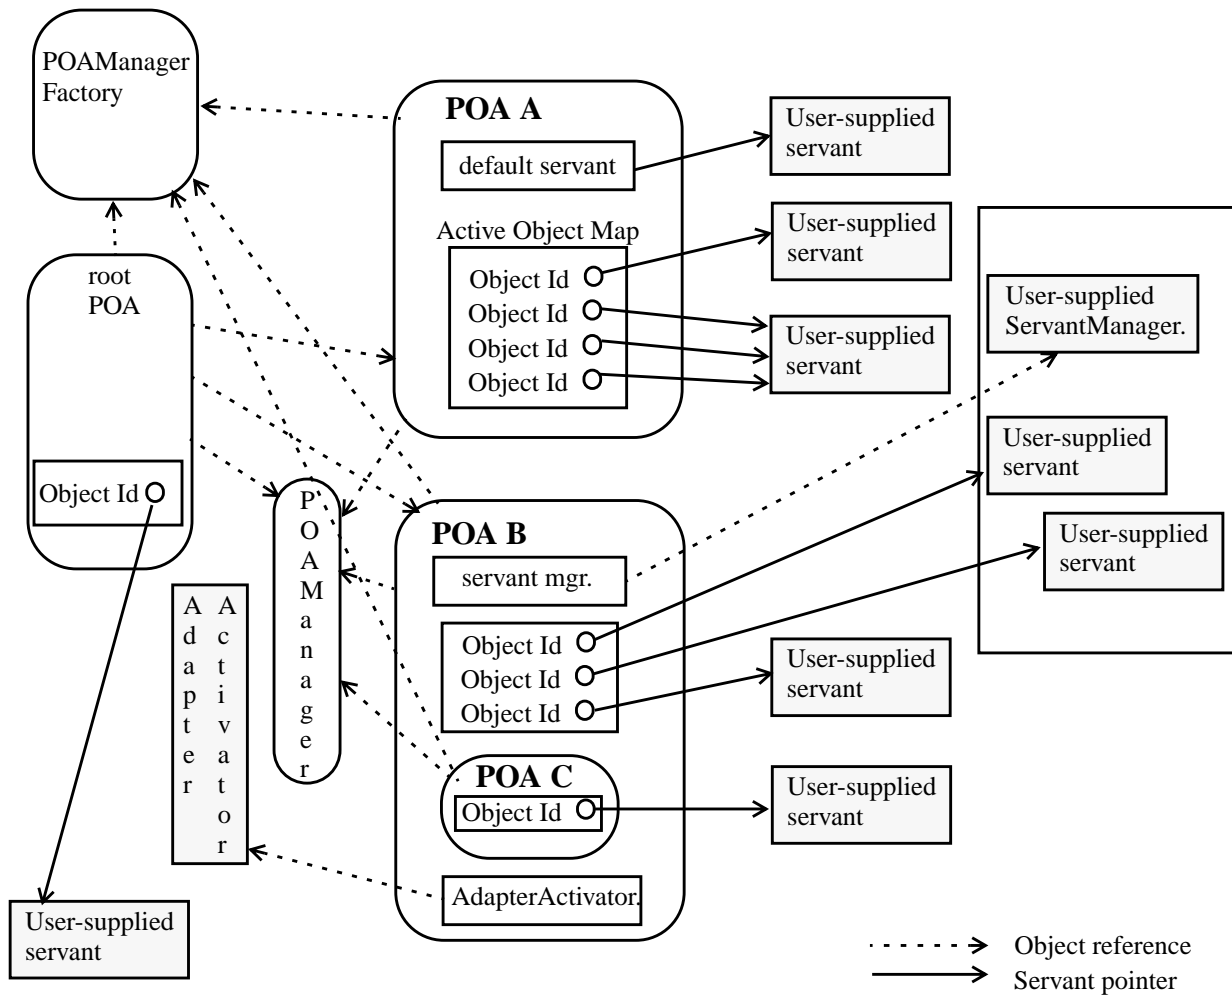 POAManager
Factory
POA A
default servant
Active Object Map
Object Id
Object Id
Object Id
Object Id
User-supplied
servant
User-supplied
servant
User-supplied
servant
root
POA
Object Id
User-supplied
ServantManager.
User-supplied
servant
User-supplied
servant
POAManager
Adapter
Activator
POA B
servant mgr.
Object Id
Object Id
Object Id
User-supplied
servant
POA C
Object Id
User-supplied
servant
AdapterActivator.
User-supplied
servant
Object reference
Servant pointer